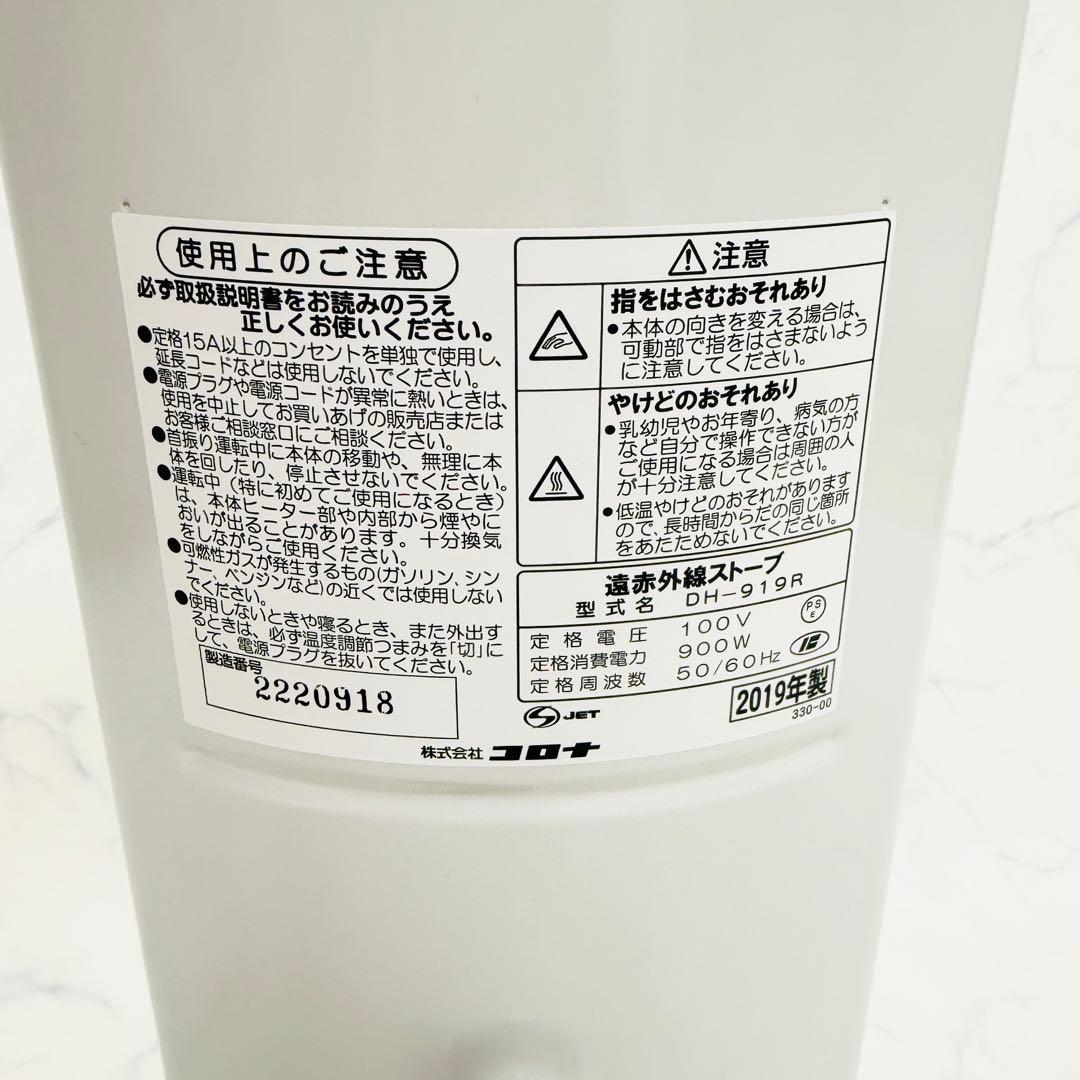 使用上のご注意
必ず取扱説明書をお読みのうえ
正しくお使いください。
●定格15A以上のコンセントを単独で使用し、
延長コードなどは使用しないでください。
●電源プラグや電源コードが異常に熱いときは、
使用を中止してお買いあげの販売店または
お客様ご相談窓口にご相談ください。
●首振り運転中に本体の移動や、無理に本
体を回したり、停止させないでください。
●運転中（特に初めてご使用になるとき）
は、本体ヒーター部や内部から煙やに
おいが出ることがあります。十分換気
をしながらご使用ください。
●可燃性ガスが発生するもの(ガソリン、シン
ナー、ベンジンなど)の近くでは使用しない
でください。
●使用しないときや寝るとき、また外出す
るときは、必ず温度調節つまみを「切」に
して、電源プラグを抜いてください。
製造番号
2220918
注意
指をはさむおそれあり
●本体の向きを変える場合は、
可動部で指をはさまないよう
に注意してください。
やけどのおそれあり
●乳幼児やお年寄り、病気の方
など自分で操作できない方が
ご使用になる場合は周囲の人
が十分注意してください。
●低温やけどのおそれがあります
ので、長時間からだの同じ箇所
をあたためないでください。
遠赤外線ストーブ
型式名 DH-919R
定格電圧 100V
定格消費電力 900W
定格周波数 50/60Hz
PS
E
JET
2019年製
330-00
株式会社 コロナ